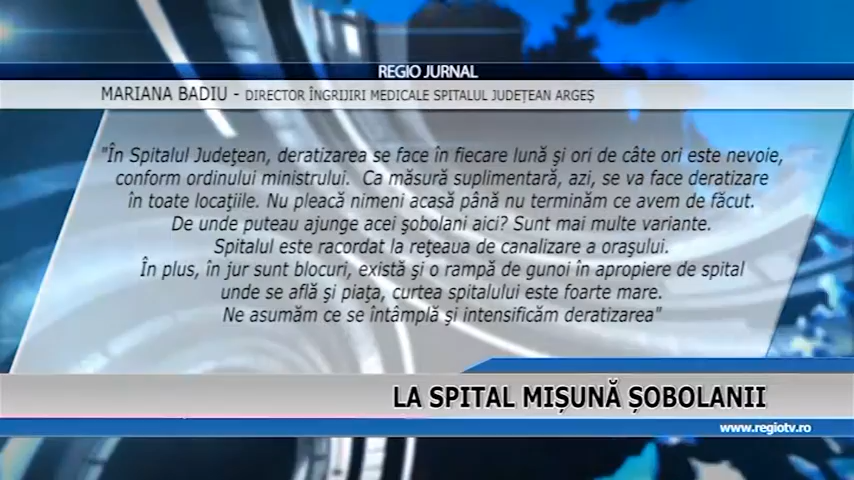 REGIO JURNAL
MARIANA BADIU - DIRECTOR ÎNGRIJIRI MEDICALE SPITALUL JUDEȚEAN ARGEȘ
"În Spitalul Judeţean, deratizarea se face în fiecare lună şi ori de câte ori este nevoie,
conform ordinului ministrului. Ca măsură suplimentară, azi, se va face deratizare
în toate locaţiile. Nu pleacă nimeni acasă până nu terminăm ce avem de făcut.
De unde puteau ajunge acei şobolani aici? Sunt mai multe variante.
Spitalul este racordat la reţeaua de canalizare a oraşului.
În plus, în jur sunt blocuri, există şi o rampă de gunoi în apropiere de spital
unde se află şi piaţa, curtea spitalului este foarte mare.
Ne asumăm ce se întâmplă şi intensificăm deratizarea"
LA SPITAL MIȘUNĂ ȘOBOLANII
www.regiotv.ro